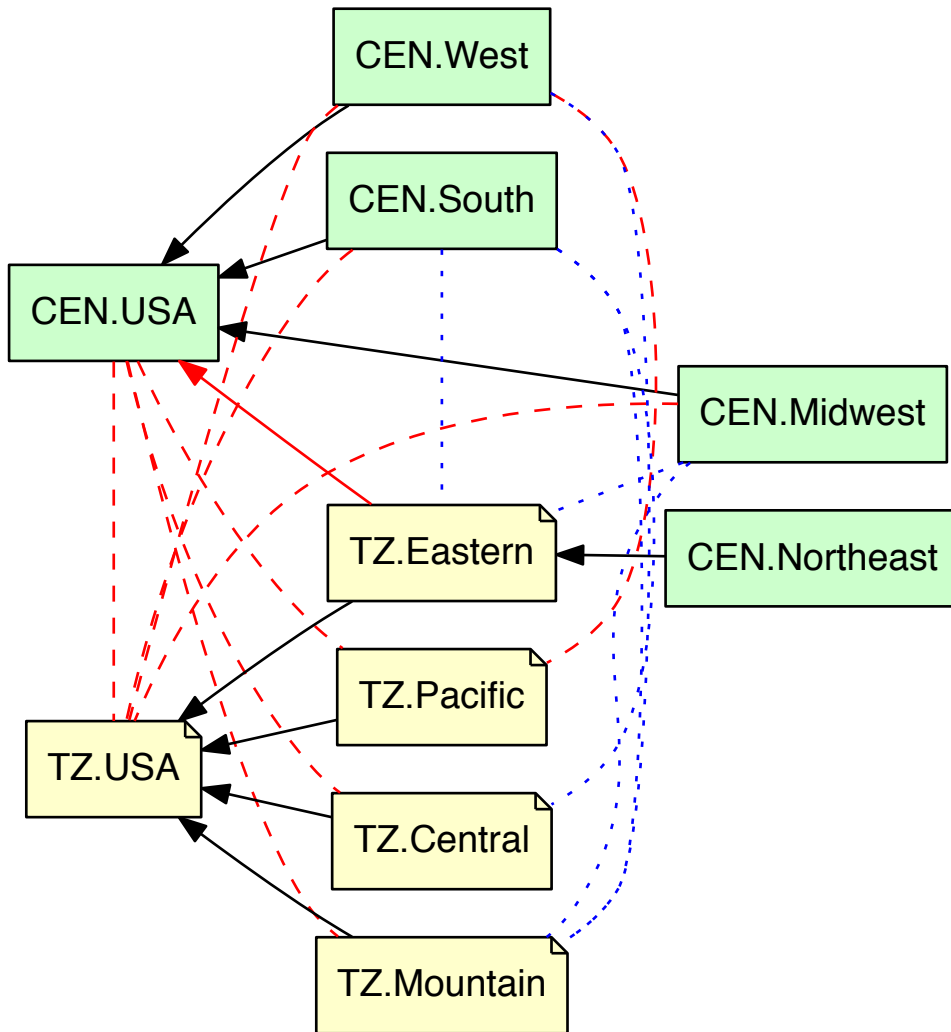 CEN.West
CEN.South
CEN.USA
CEN.Midwest
TZ.Eastern
CEN.Northeast
TZ.Pacific
TZ.USA
TZ.Central
TZ.Mountain